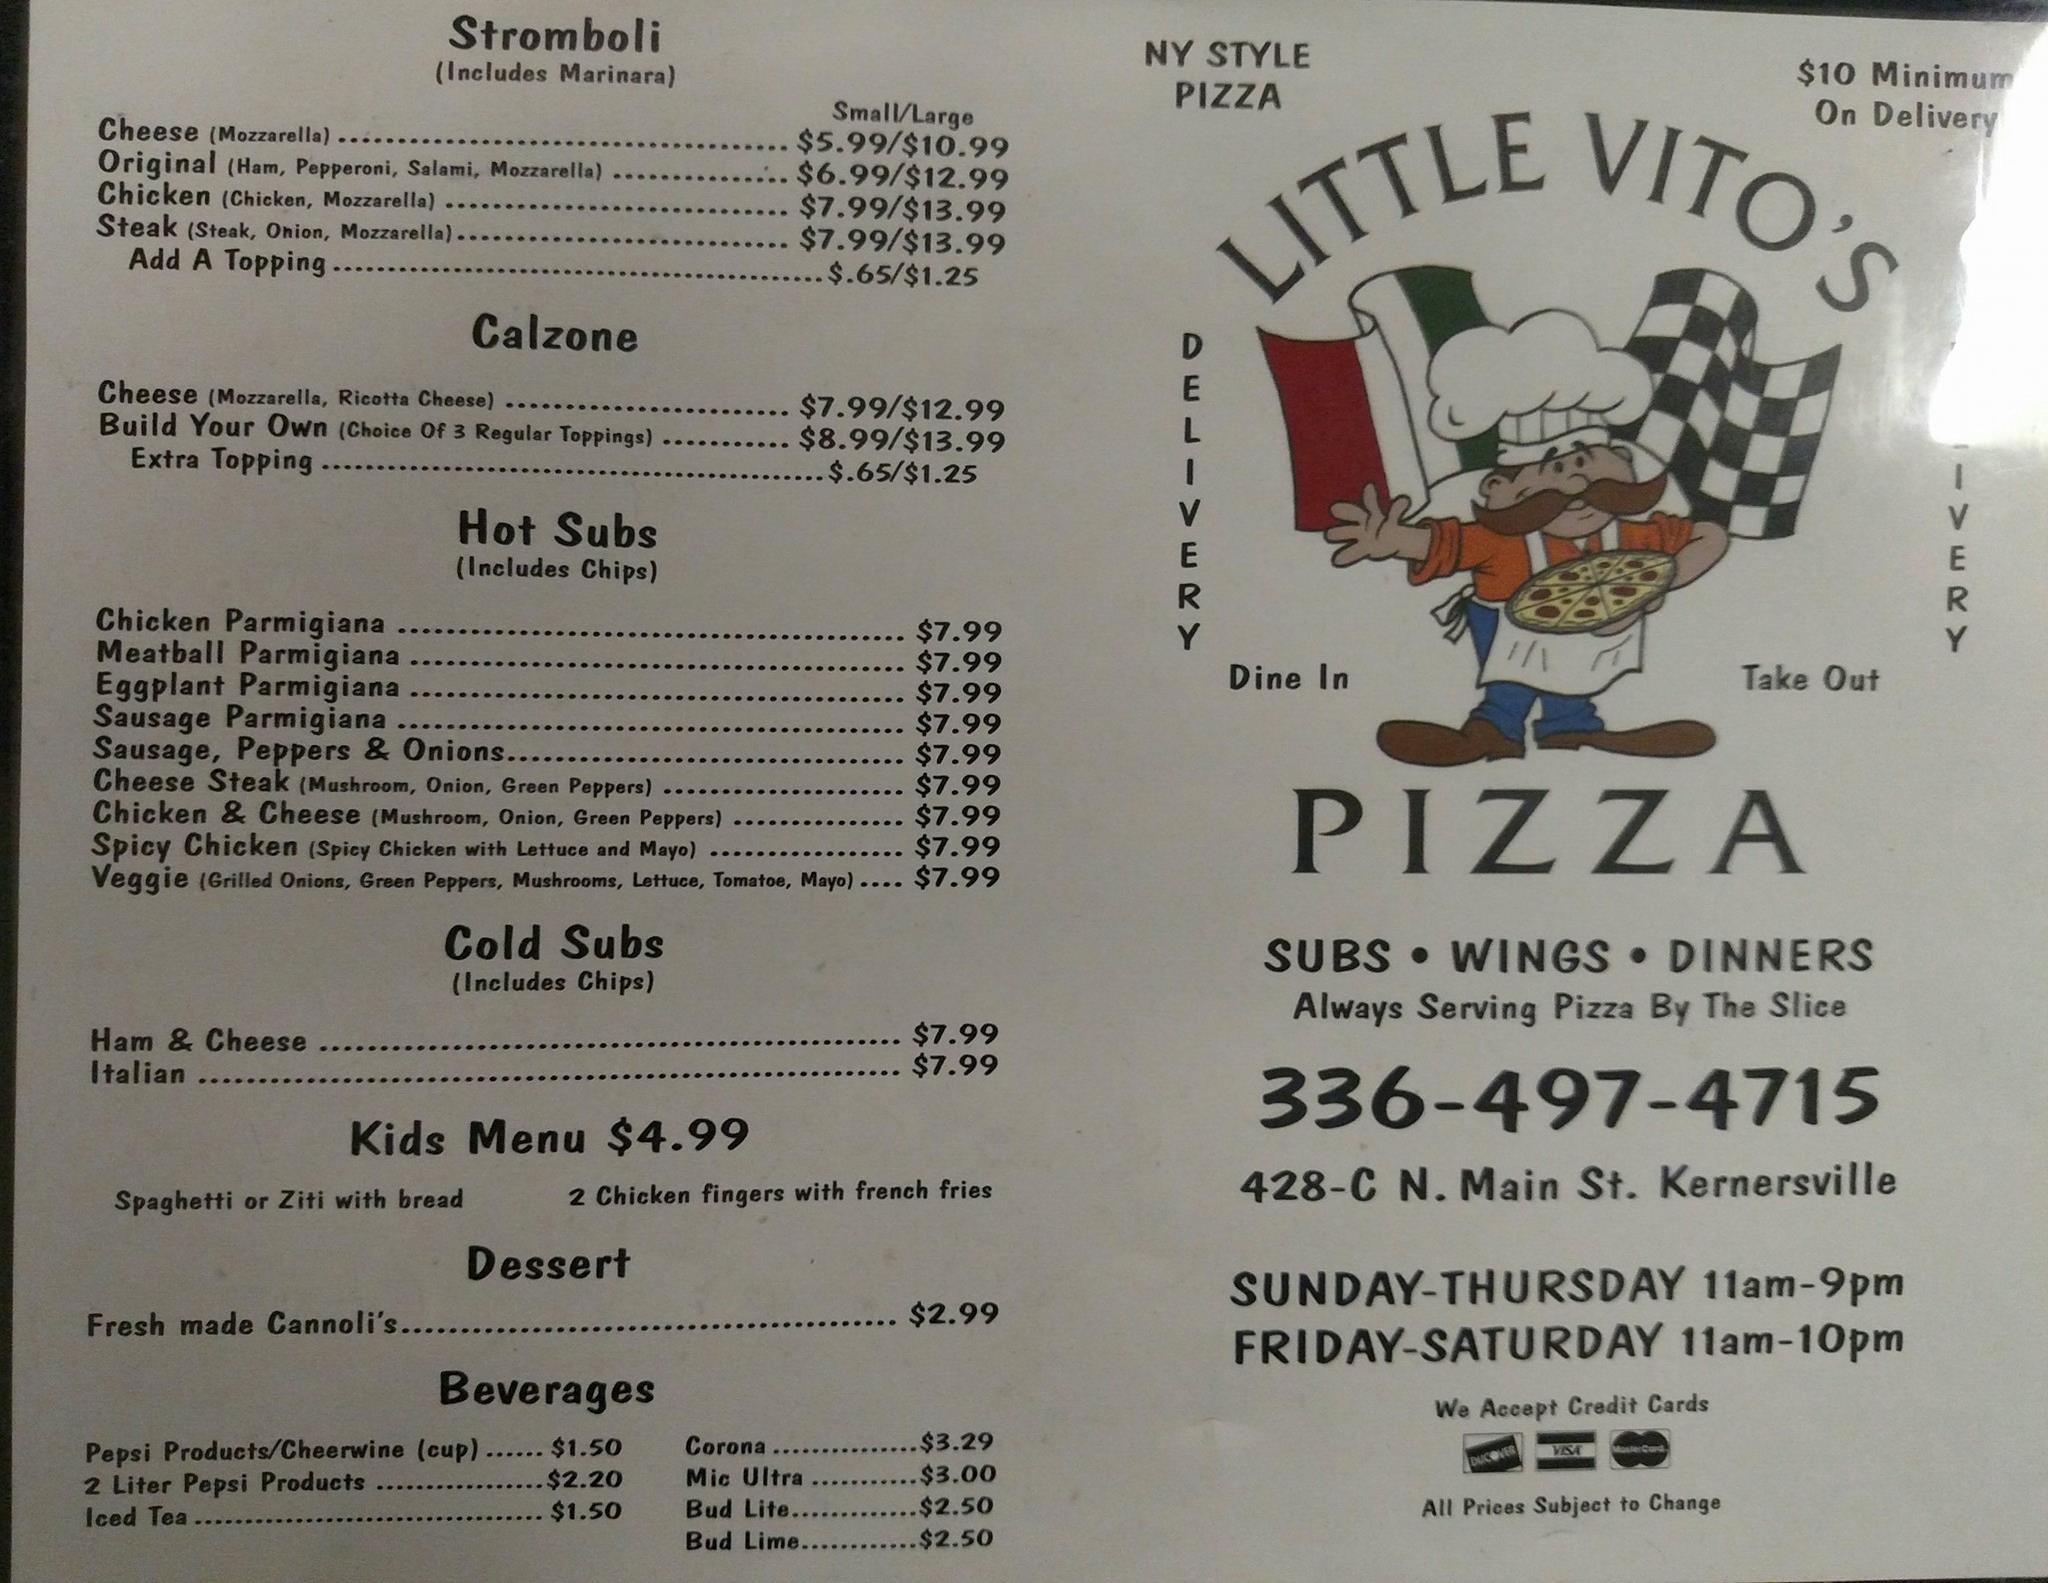 Stromboli
(Includes Marinara)
Small/Large
Cheese (Mozzarella) ..................................... $5.99/$10.99
Original (Ham, Pepperoni, Salami, Mozzarella) ............... $6.99/$12.99
Chicken (Chicken, Mozzarella) ............................. $7.99/$13.99
Steak (Steak, Onion, Mozzarella)............................ $7.99/$13.99
Add A Topping.............................................$.65/$1.25
Calzone
Cheese (Mozzarella, Ricotta Cheese) ........................ $7.99/$12.99
Build Your Own (Choice Of 3 Regular Toppings) ........... $8.99/$13.99
Extra Topping ..............................................$.65/$1.25
Hot Subs
(Includes Chips)
Chicken Parmigiana .......................................... $7.99
Meatball Parmigiana ......................................... $7.99
Eggplant Parmigiana ......................................... $7.99
Sausage Parmigiana .......................................... $7.99
Sausage, Peppers & Onions................................. $7.99
Cheese Steak (Mushroom, Onion, Green Peppers) .................... $7.99
Chicken & Cheese (Mushroom, Onion, Green Peppers) .............. $7.99
Spicy Chicken (Spicy Chicken with Lettuce and Mayo) ................ $7.99
Veggie (Grilled Onions, Green Peppers, Mushrooms, Lettuce, Tomatoe, Mayo) .... $7.99
Cold Subs
(Includes Chips)
Ham & Cheese ................................................ $7.99
Italian .......................................................... $7.99
Kids Menu $4.99
Spaghetti or Ziti with bread 2 Chicken fingers with french fries
Dessert
Fresh made Cannoli's......................................... $2.99
Beverages
Pepsi Products/Cheerwine (cup) ...... $1.50
2 Liter Pepsi Products .................$2.20
Iced Tea ................................... $1.50
Corona ...............$3.29
Mic Ultra ...........$3.00
Bud Lite.............$2.50
Bud Lime............$2.50
NY STYLE
PIZZA
$10 Minimum
On Delivery
LITTLE VITO'S
DELIVERY
IVERY
Dine In
Take Out
PIZZA
SUBS • WINGS • DINNERS
Always Serving Pizza By The Slice
336-497-4715
428-C N. Main St. Kernersville
SUNDAY-THURSDAY 11am-9pm
FRIDAY-SATURDAY 11am-10pm
We Accept Credit Cards
DISCOVER VISA MasterCard
All Prices Subject to Change